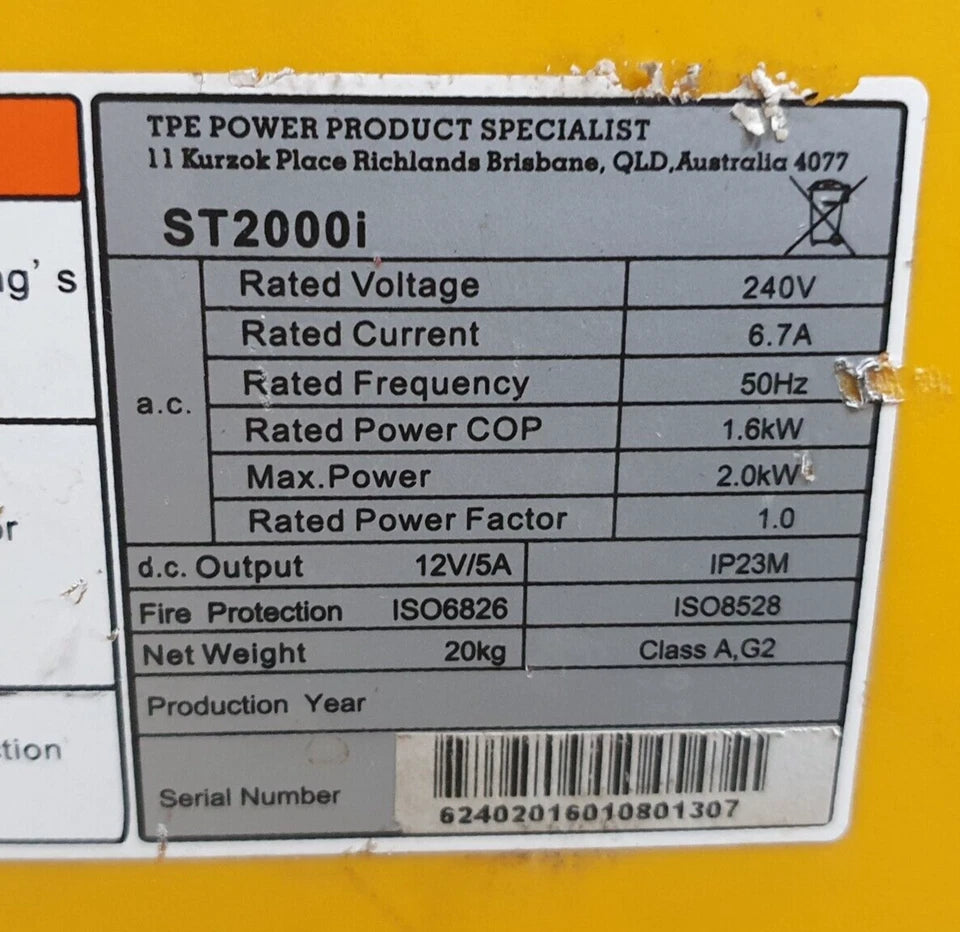 TPE POWER PRODUCT SPECIALIST
11 Kurzok Place Richlands Brisbane, QLD,Australia 4077
ST2000i
a.c.
Rated Voltage 240V
Rated Current 6.7A
Rated Frequency 50Hz
Rated Power COP 1.6kW
Max.Power 2.0kW
Rated Power Factor 1.0
d.c. Output 12V/5A IP23M
Fire Protection ISO6826 ISO8528
Net Weight 20kg Class A,G2
Production Year
Serial Number
62402016010801307